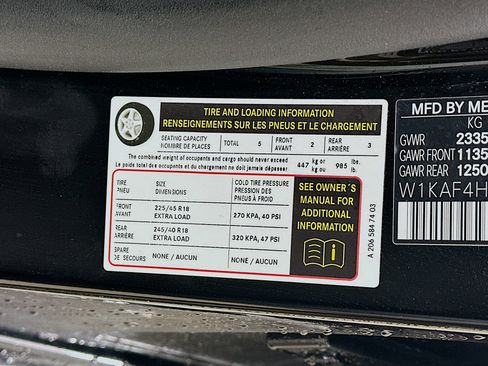 TIRE AND LOADING INFORMATION
RENSEIGNEMENTS SUR LES PNEUS ET LE CHARGEMENT
SEATING CAPACITY
NOMBRE DE PLACES
TOTAL 5
FRONT
AVANT
2
REAR
ARRIÈRE
3
The combined weight of occupants and cargo should never exceed
Le poids total des occupants et du chargement ne doit jamais dépasser
447 kg or
kg ou
985 lbs.
lb.
TIRE
PNEU
SIZE
DIMENSIONS
COLD TIRE PRESSURE
PRESSION DES
PNEUS À FROID
FRONT
AVANT
225/45 R18
EXTRA LOAD
270 KPA, 40 PSI
REAR
ARRIÈRE
245/40 R18
EXTRA LOAD
320 KPA, 47 PSI
SPARE
DE SECOURS
NONE / AUCUN
NONE / AUCUN
SEE OWNER'S
MANUAL FOR
ADDITIONAL
INFORMATION
A 206 584 74 03
MFD BY ME
KG
GVWR 2335
GAWR FRONT 1135
GAWR REAR 1250
W1KAF4H